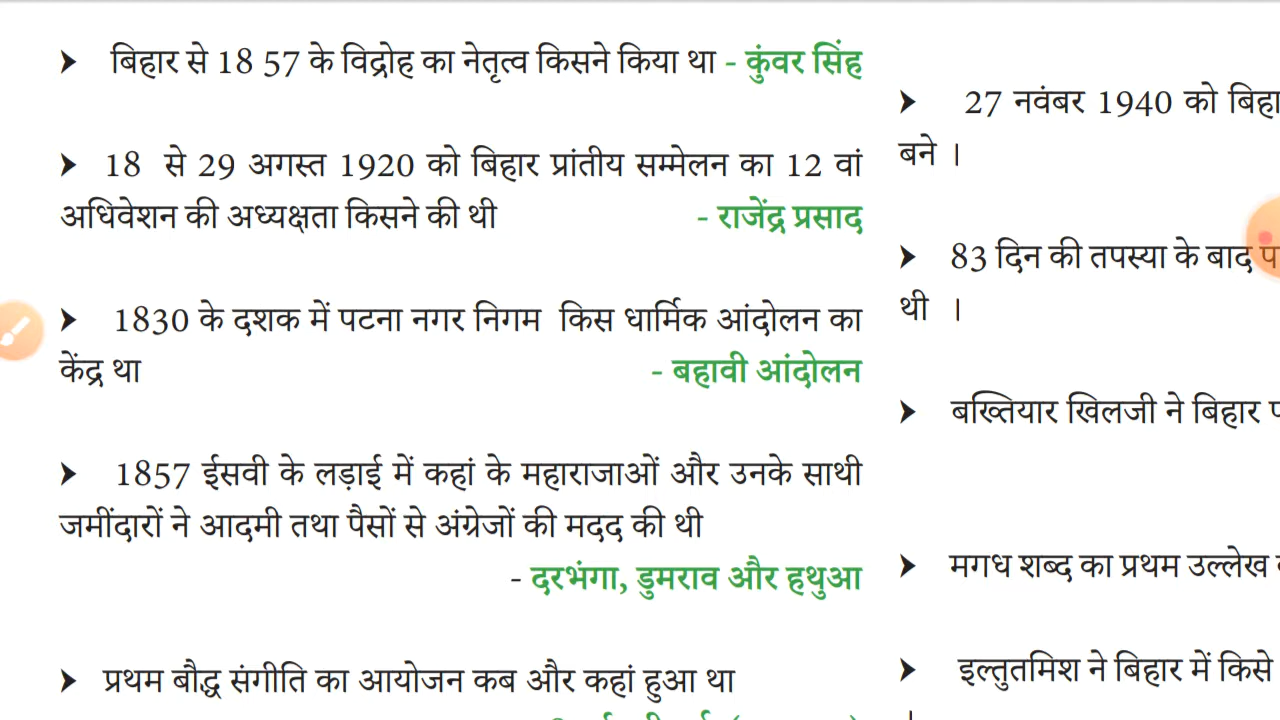 ➤ बिहार से 18 57 के विद्रोह का नेतृत्व किसने किया था - कुंवर सिंह
➤ 18 से 29 अगस्त 1920 को बिहार प्रांतीय सम्मेलन का 12 वां
अधिवेशन की अध्यक्षता किसने की थी - राजेंद्र प्रसाद
➤ 1830 के दशक में पटना नगर निगम किस धार्मिक आंदोलन का
केंद्र था - बहावी आंदोलन
➤ 1857 ईसवी के लड़ाई में कहां के महाराजाओं और उनके साथी
जमींदारों ने आदमी तथा पैसों से अंग्रेजों की मदद की थी
- दरभंगा, डुमराव और हथुआ
➤ प्रथम बौद्ध संगीति का आयोजन कब और कहां हुआ था
➤ 27 नवंबर 1940 को
बने ।
➤ 83 दिन की तपस्या के बाद
थी ।
➤ बख्तियार खिलजी ने बिहार
➤ मगध शब्द का प्रथम उल्लेख
➤ इल्तुतमिश ने बिहार में किसे
।